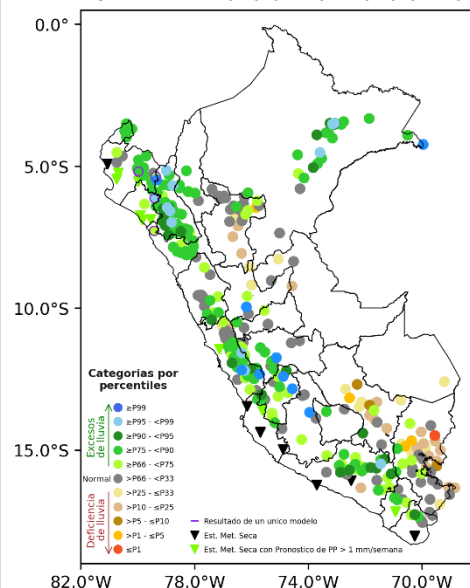 0.0°
5.0°S
10.0°S
15.0°S
Categorias por
percentiles
Excesos
de lluvia
≥P99
≥P95 - <P99
≥P90 - <P95
≥P75 - <P90
≥P66 - <P75
Normal
>P66 - <P33
Deficiencia
de lluvia
>P25 - ≤P33
>P10 - ≤P25
>P5 - ≤P10
>P1 - ≤P5
≤P1
Resultado de un unico modelo
Est. Met. Seca
Est. Met. Seca con Pronostico de PP > 1 mm/semana
82.0°W
78.0°W
74.0°W
70.0°W